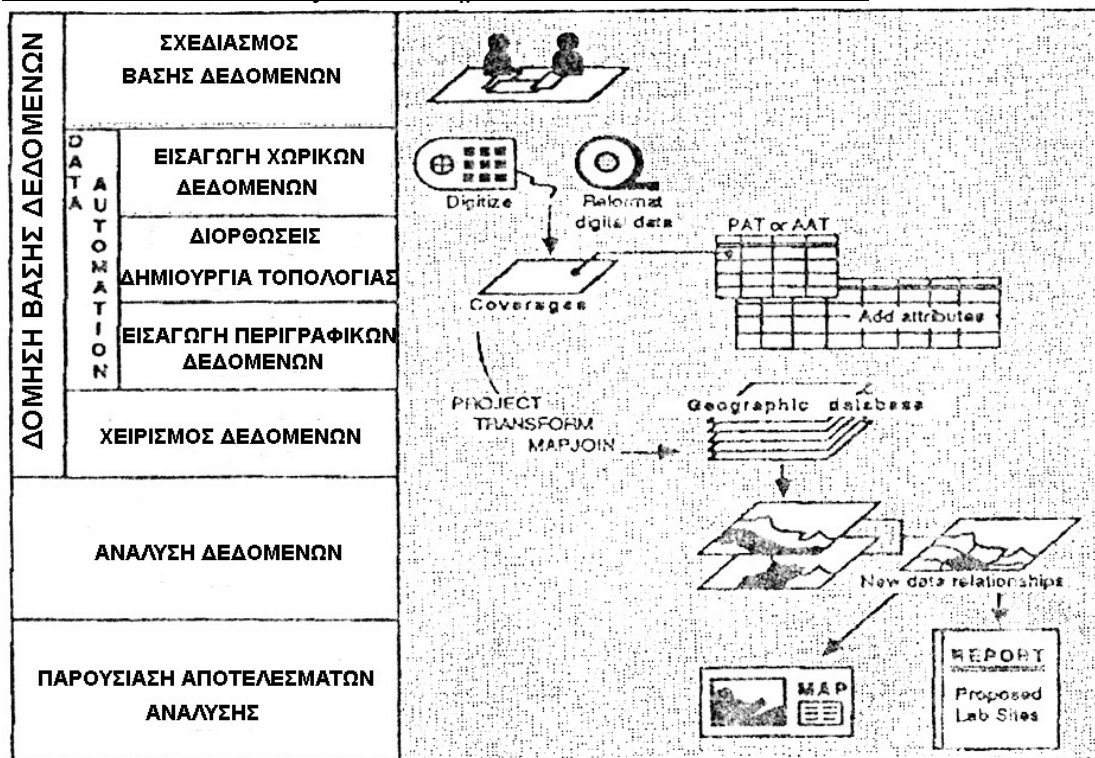 ΔΟΜΗΣΗ ΒΑΣΗΣ ΔΕΔΟΜΕΝΩΝ
ΣΧΕΔΙΑΣΜΟΣ
ΒΑΣΗΣ ΔΕΔΟΜΕΝΩΝ
DATA
AUTOMATION
ΕΙΣΑΓΩΓΗ ΧΩΡΙΚΩΝ
ΔΕΔΟΜΕΝΩΝ
ΔΙΟΡΘΩΣΕΙΣ
ΔΗΜΙΟΥΡΓΙΑ ΤΟΠΟΛΟΓΙΑΣ
ΕΙΣΑΓΩΓΗ ΠΕΡΙΓΡΑΦΙΚΩΝ
ΔΕΔΟΜΕΝΩΝ
ΧΕΙΡΙΣΜΟΣ ΔΕΔΟΜΕΝΩΝ
ΑΝΑΛΥΣΗ ΔΕΔΟΜΕΝΩΝ
ΠΑΡΟΥΣΙΑΣΗ ΑΠΟΤΕΛΕΣΜΑΤΩΝ
ΑΝΑΛΥΣΗΣ
Digitize
Reformat
digital data
PAT or AAT
Coverages
Add attributes
PROJECT
TRANSFORM
MAPJOIN
Geographic database
New data relationships
MAP
REPORT
Proposed
Lab Sites